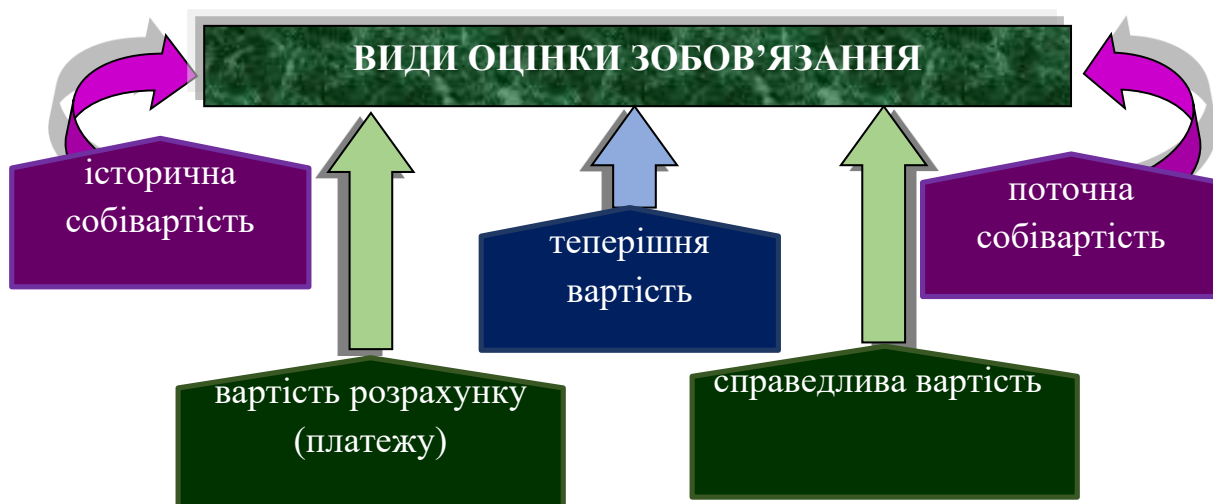 ВИДИ ОЦІНКИ ЗОБОВ’ЯЗАННЯ
історична
собівартість
теперішня
вартість
поточна
собівартість
вартість розрахунку
(платежу)
справедлива вартість